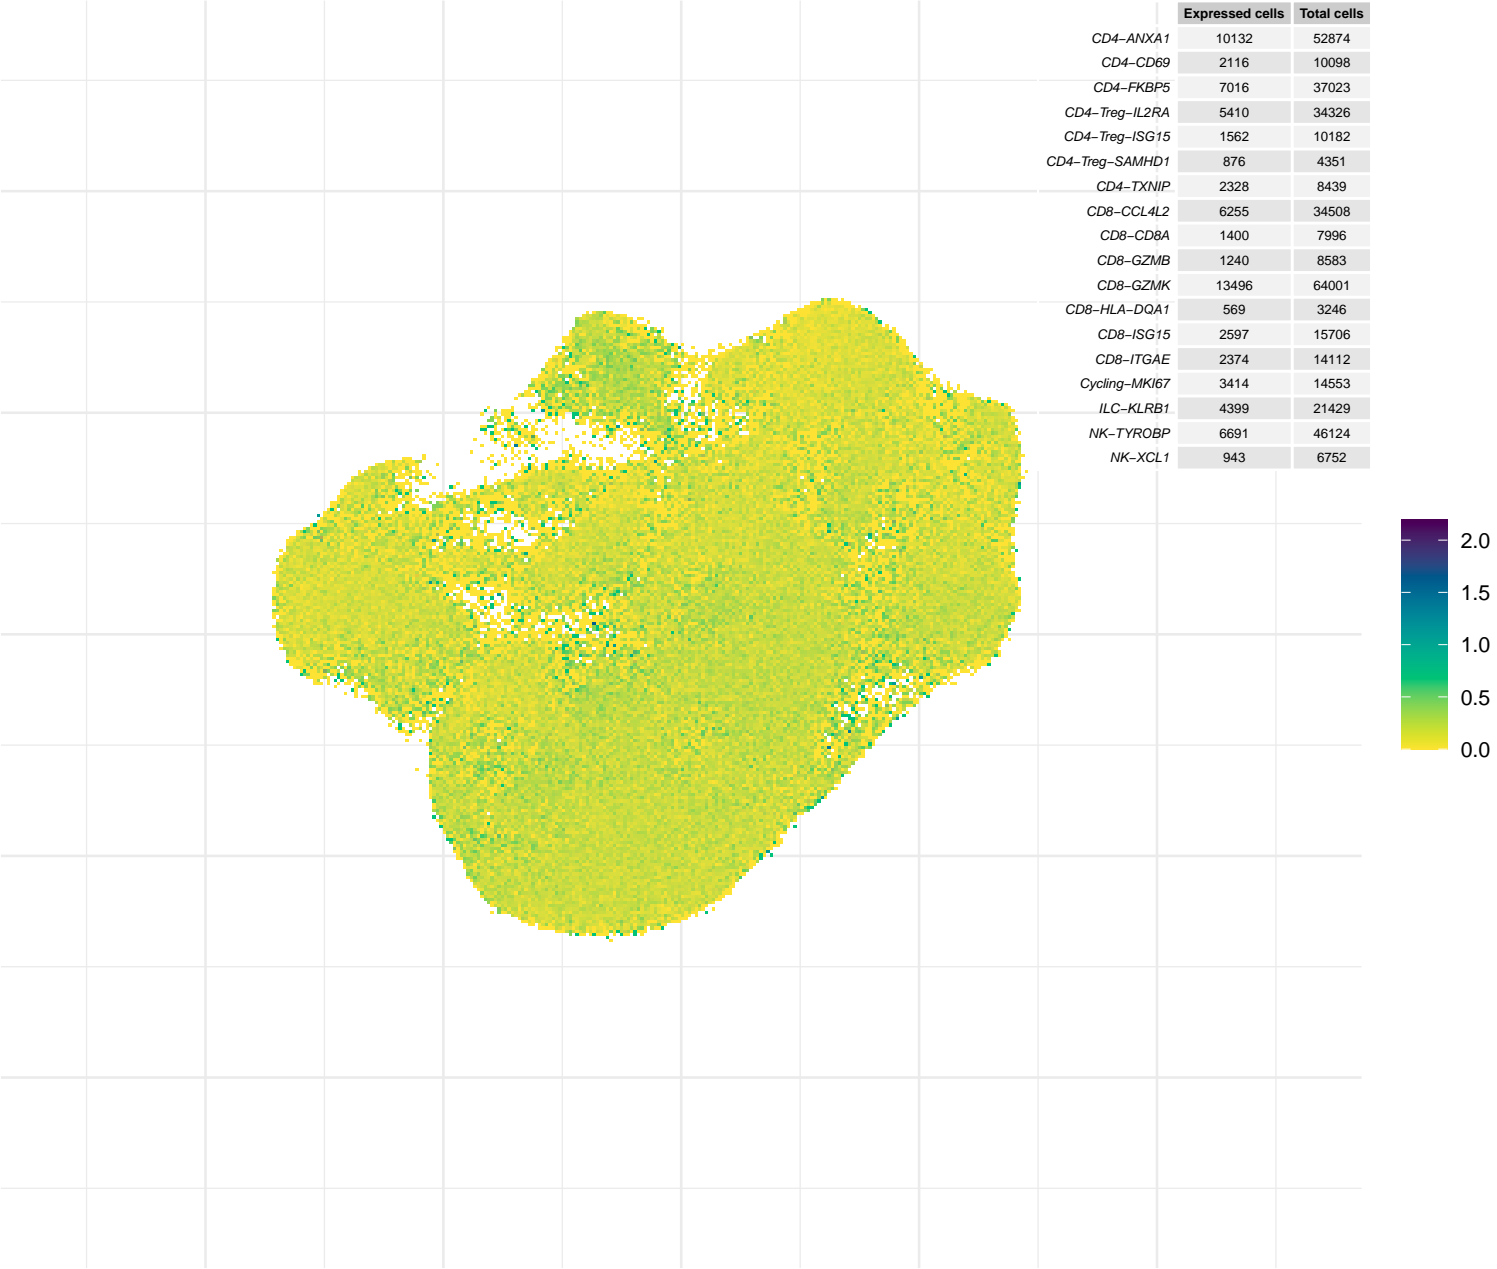 Expressed cells Total cells
CD4−ANXA1 10132 52874
CD4−CD69 2116 10098
CD4−FKBP5 7016 37023
CD4−Treg−IL2RA 5410 34326
CD4−Treg−ISG15 1562 10182
CD4−Treg−SAMHD1 876 4351
CD4−TXNIP 2328 8439
CD8−CCL4L2 6255 34508
CD8−CD8A 1400 7996
CD8−GZMB 1240 8583
CD8−GZMK 13496 64001
CD8−HLA−DQA1 569 3246
CD8−ISG15 2597 15706
CD8−ITGAE 2374 14112
Cycling−MKI67 3414 14553
ILC−KLRB1 4399 21429
NK−TYROBP 6691 46124
NK−XCL1 943 6752
2.0
1.5
1.0
0.5
0.0